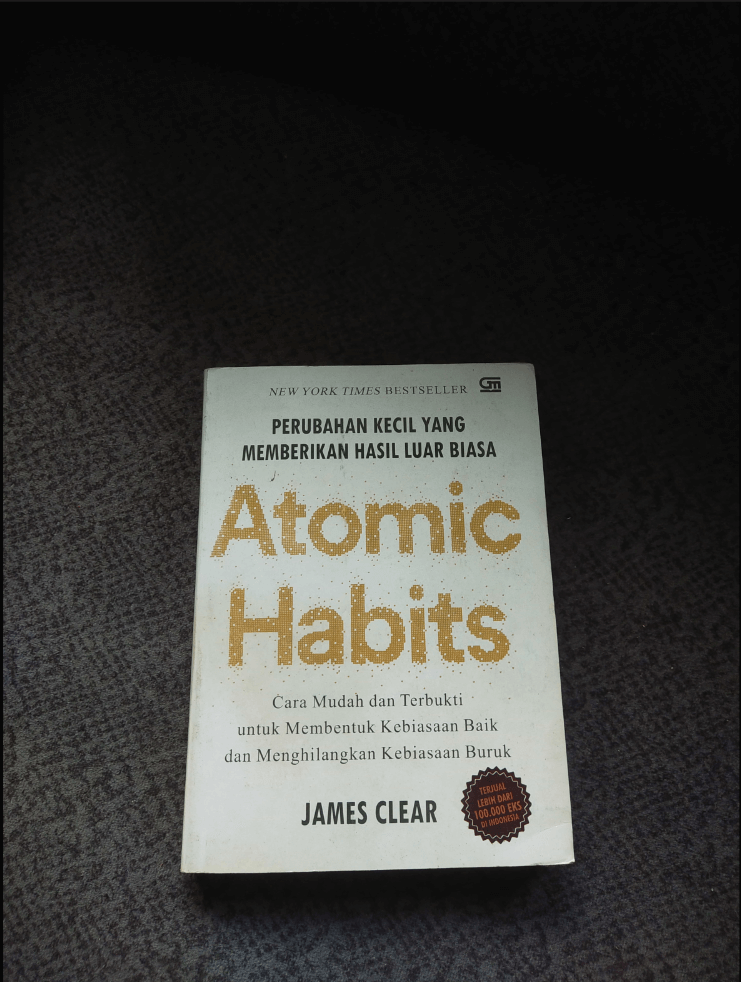 NEW YORK TIMES BESTSELLER
PERUBAHAN KECIL YANG
MEMBERIKAN HASIL LUAR BIASA
Atomic
Habits
Cara Mudah dan Terbukti
untuk Membentuk Kebiasaan Baik
dan Menghilangkan Kebiasaan Buruk
JAMES CLEAR
TERJUAL
LEBIH DARI
100.000 EKS
DI INDONESIA